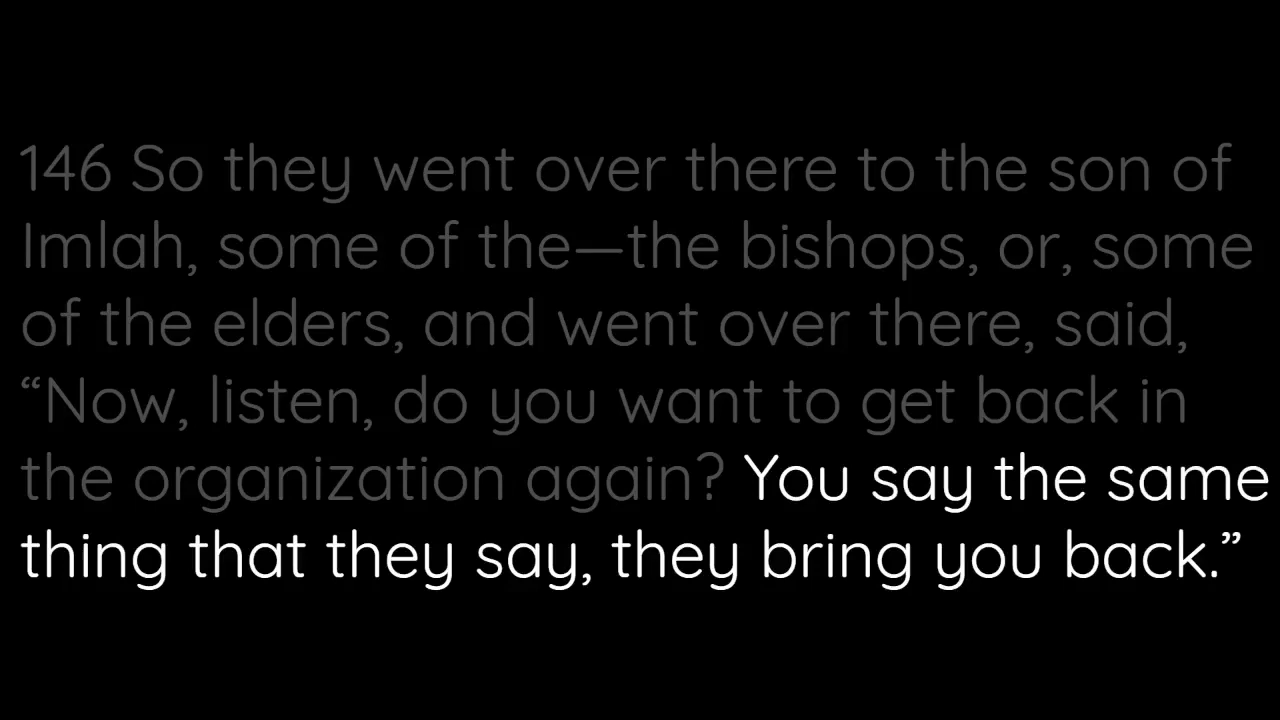 146 So they went over there to the son of
Imlah, some of the—the bishops, or, some
of the elders, and went over there, said,
“Now, listen, do you want to get back in
the organization again? You say the same
thing that they say, they bring you back.”